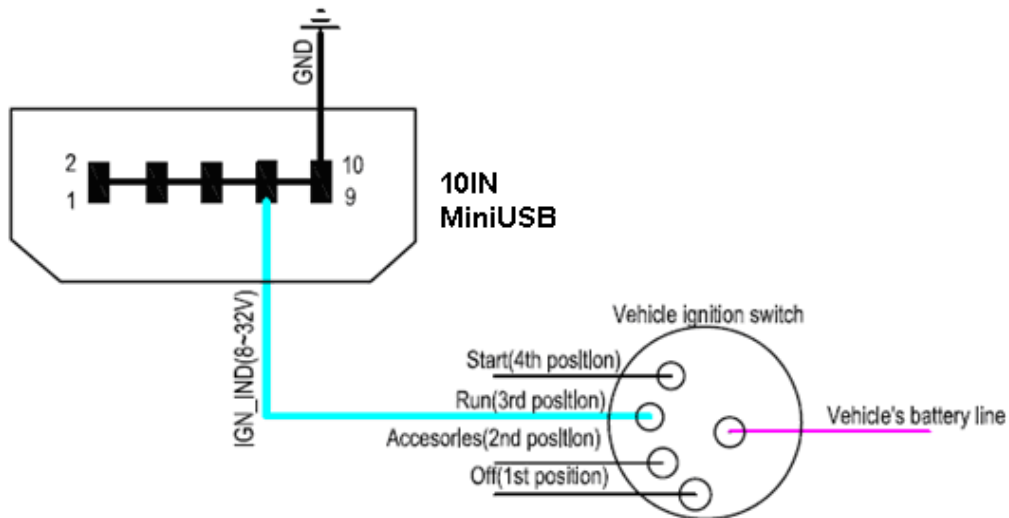 GND
2
10
1
9
10IN
MiniUSB
IGN_IND(8~32V)
Vehicle ignition switch
Start(4th position)
Run(3rd position)
Vehicle's battery line
Accesories(2nd position)
Off(1st position)